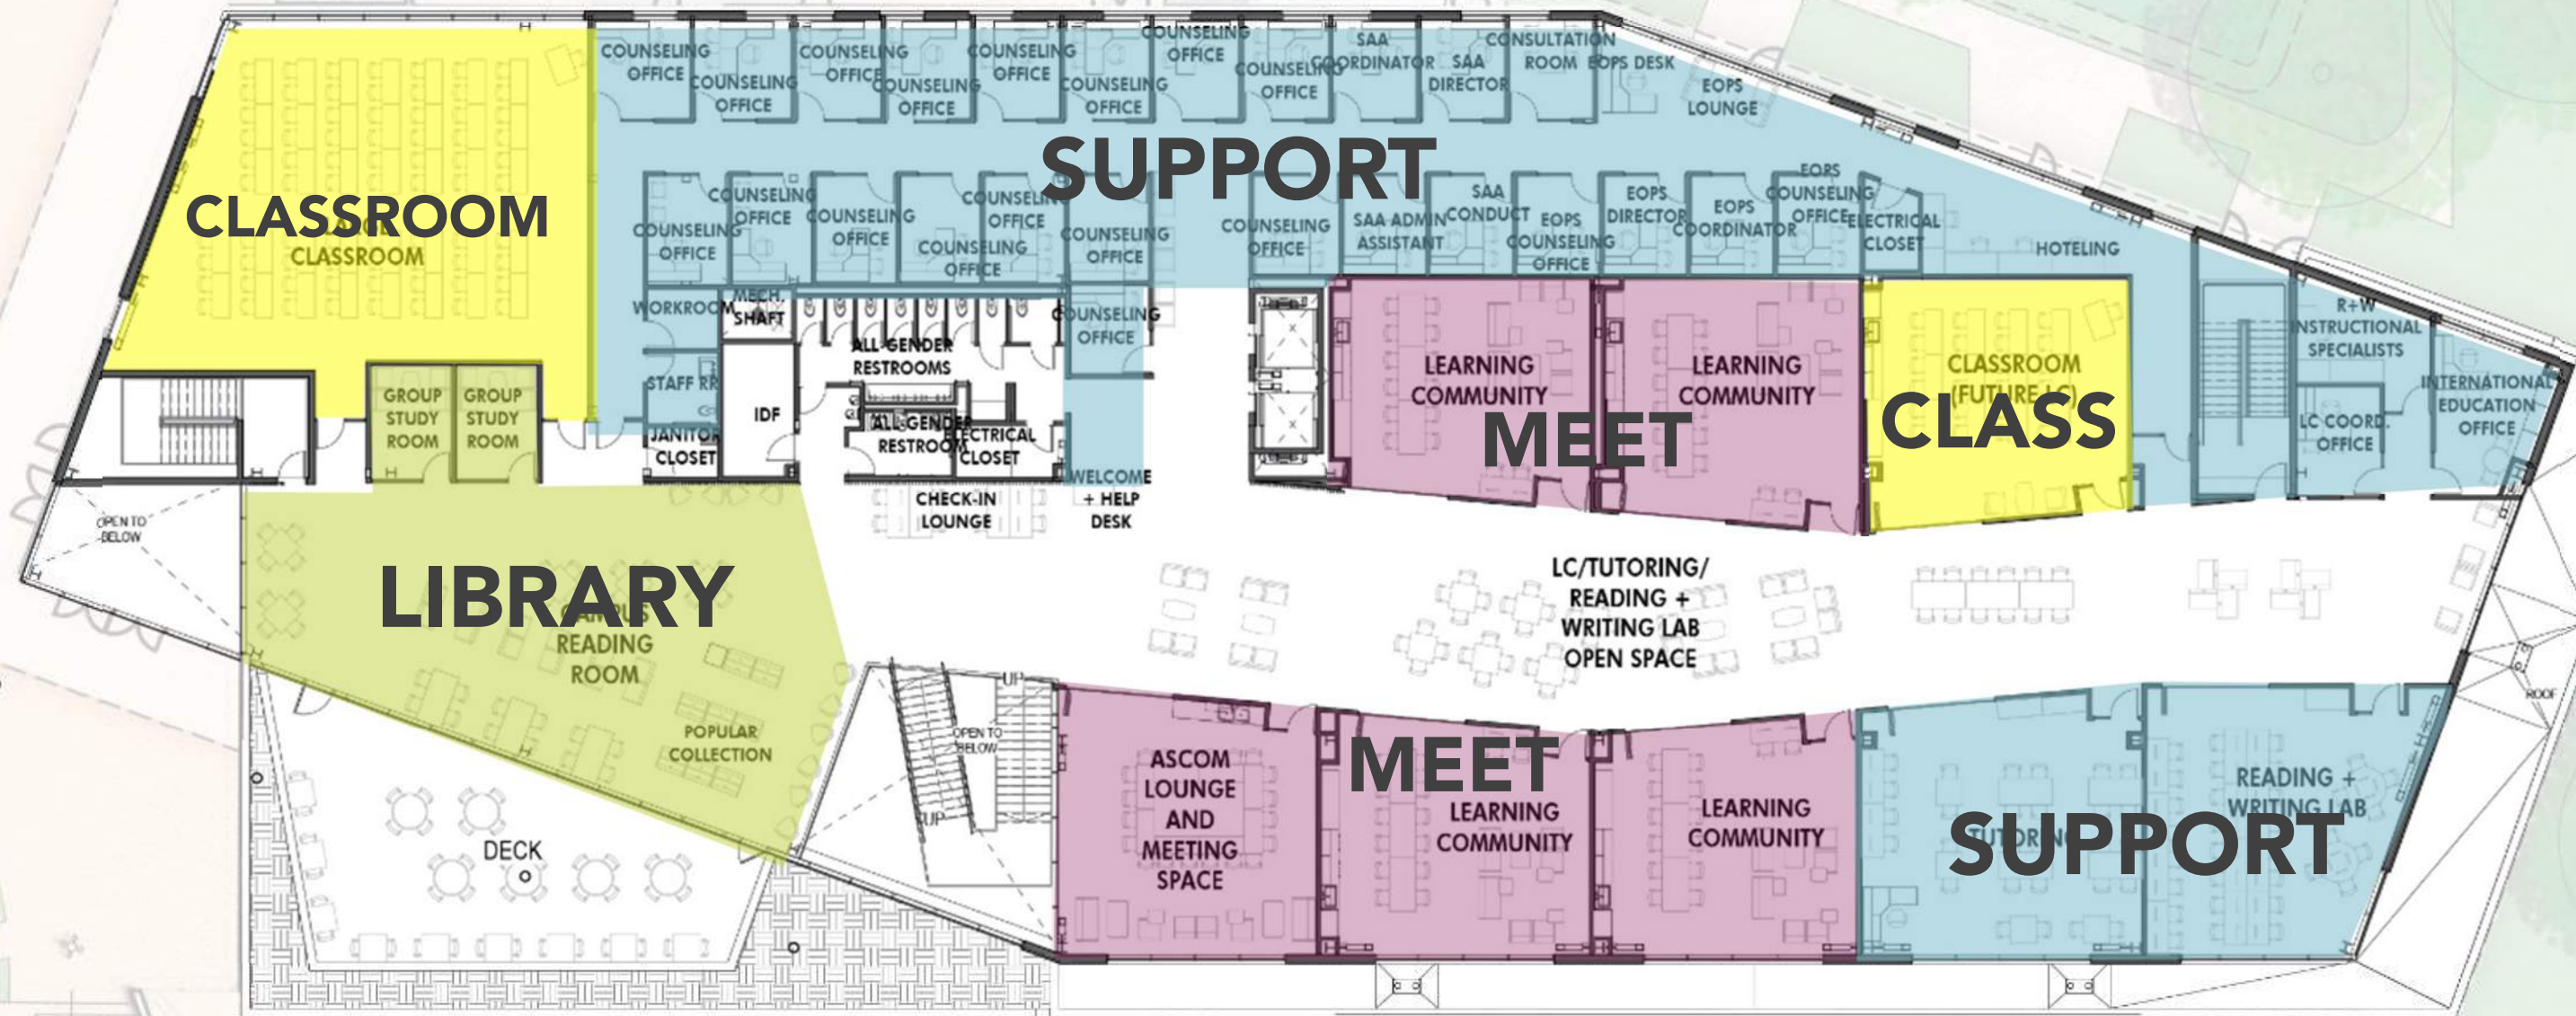 COUNSELING
OFFICE
COUNSELING
OFFICE
COUNSELING
OFFICE
COUNSELING
OFFICE
COUNSELING
OFFICE
COUNSELING
OFFICE
COUNSELING
OFFICE
COUNSELING
OFFICE
SAA
COORDINATOR
SAA
DIRECTOR
CONSULTATION
ROOM
EOPS DESK
EOPS
LOUNGE
SUPPORT
CLASSROOM
LARGE
CLASSROOM
COUNSELING
OFFICE
COUNSELING
OFFICE
COUNSELING
OFFICE
COUNSELING
OFFICE
COUNSELING
OFFICE
COUNSELING
OFFICE
COUNSELING
OFFICE
SAA ADMIN
ASSISTANT
SAA
CONDUCT
EOPS
COUNSELING
OFFICE
EOPS
DIRECTOR
EOPS
COORDINATOR
EOPS
COUNSELING
OFFICE
ELECTRICAL
CLOSET
HOTELING
WORKROOM
MECH.
SHAFT
ALL-GENDER
RESTROOMS
COUNSELING
OFFICE
STAFF RR
IDF
ALL-GENDER
RESTROOM
ELECTRICAL
CLOSET
JANITOR
CLOSET
GROUP
STUDY
ROOM
GROUP
STUDY
ROOM
LEARNING
COMMUNITY
LEARNING
COMMUNITY
MEET
CLASSROOM
(FUTURE LC)
CLASS
R+W
INSTRUCTIONAL
SPECIALISTS
LC COORD.
OFFICE
INTERNATIONAL
EDUCATION
OFFICE
OPEN TO
BELOW
CHECK-IN
LOUNGE
WELCOME
+ HELP
DESK
LIBRARY
CAMPUS
READING
ROOM
POPULAR
COLLECTION
LC/TUTORING/
READING +
WRITING LAB
OPEN SPACE
UP
OPEN TO
BELOW
UP
DECK
ASCOM
LOUNGE
AND
MEETING
SPACE
MEET
LEARNING
COMMUNITY
LEARNING
COMMUNITY
TUTORING
SUPPORT
READING +
WRITING LAB
ROOF